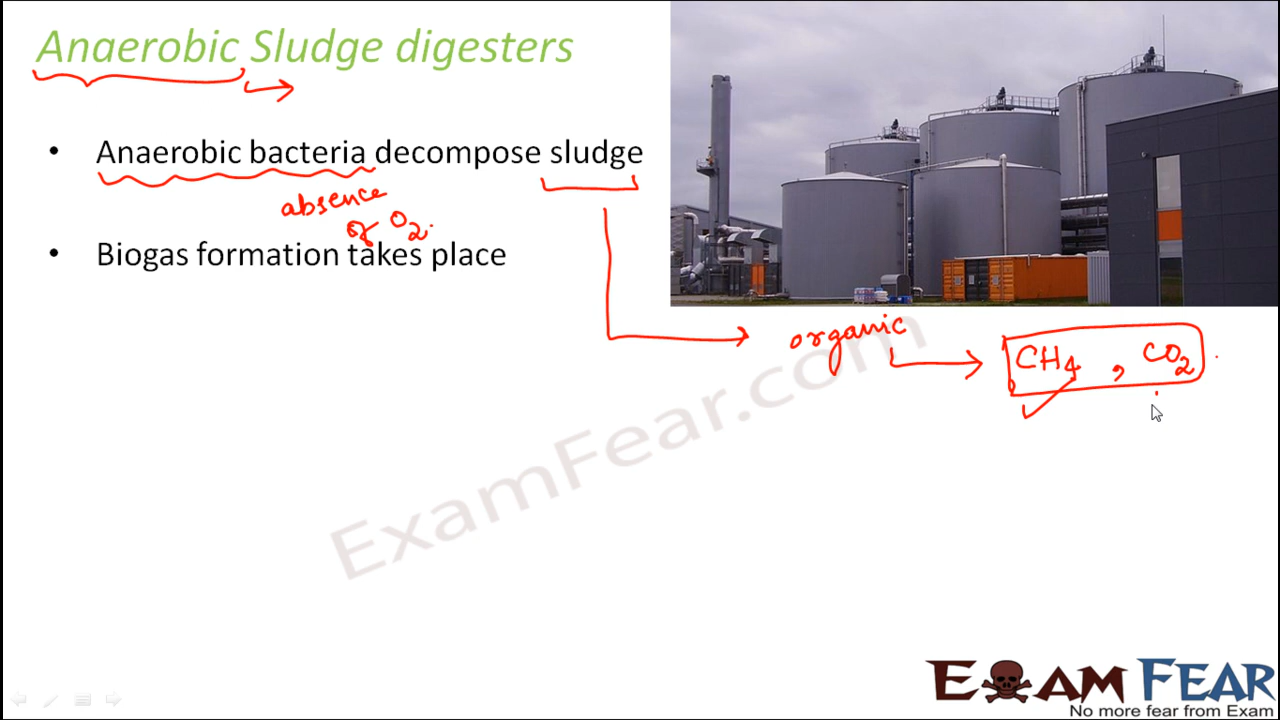 Anaerobic Sludge digesters
• Anaerobic bacteria decompose sludge
absence
of O2.
• Biogas formation takes place
organic
CH4 , CO2
ExamFear.com
EXAM FEAR
No more fear from Exam